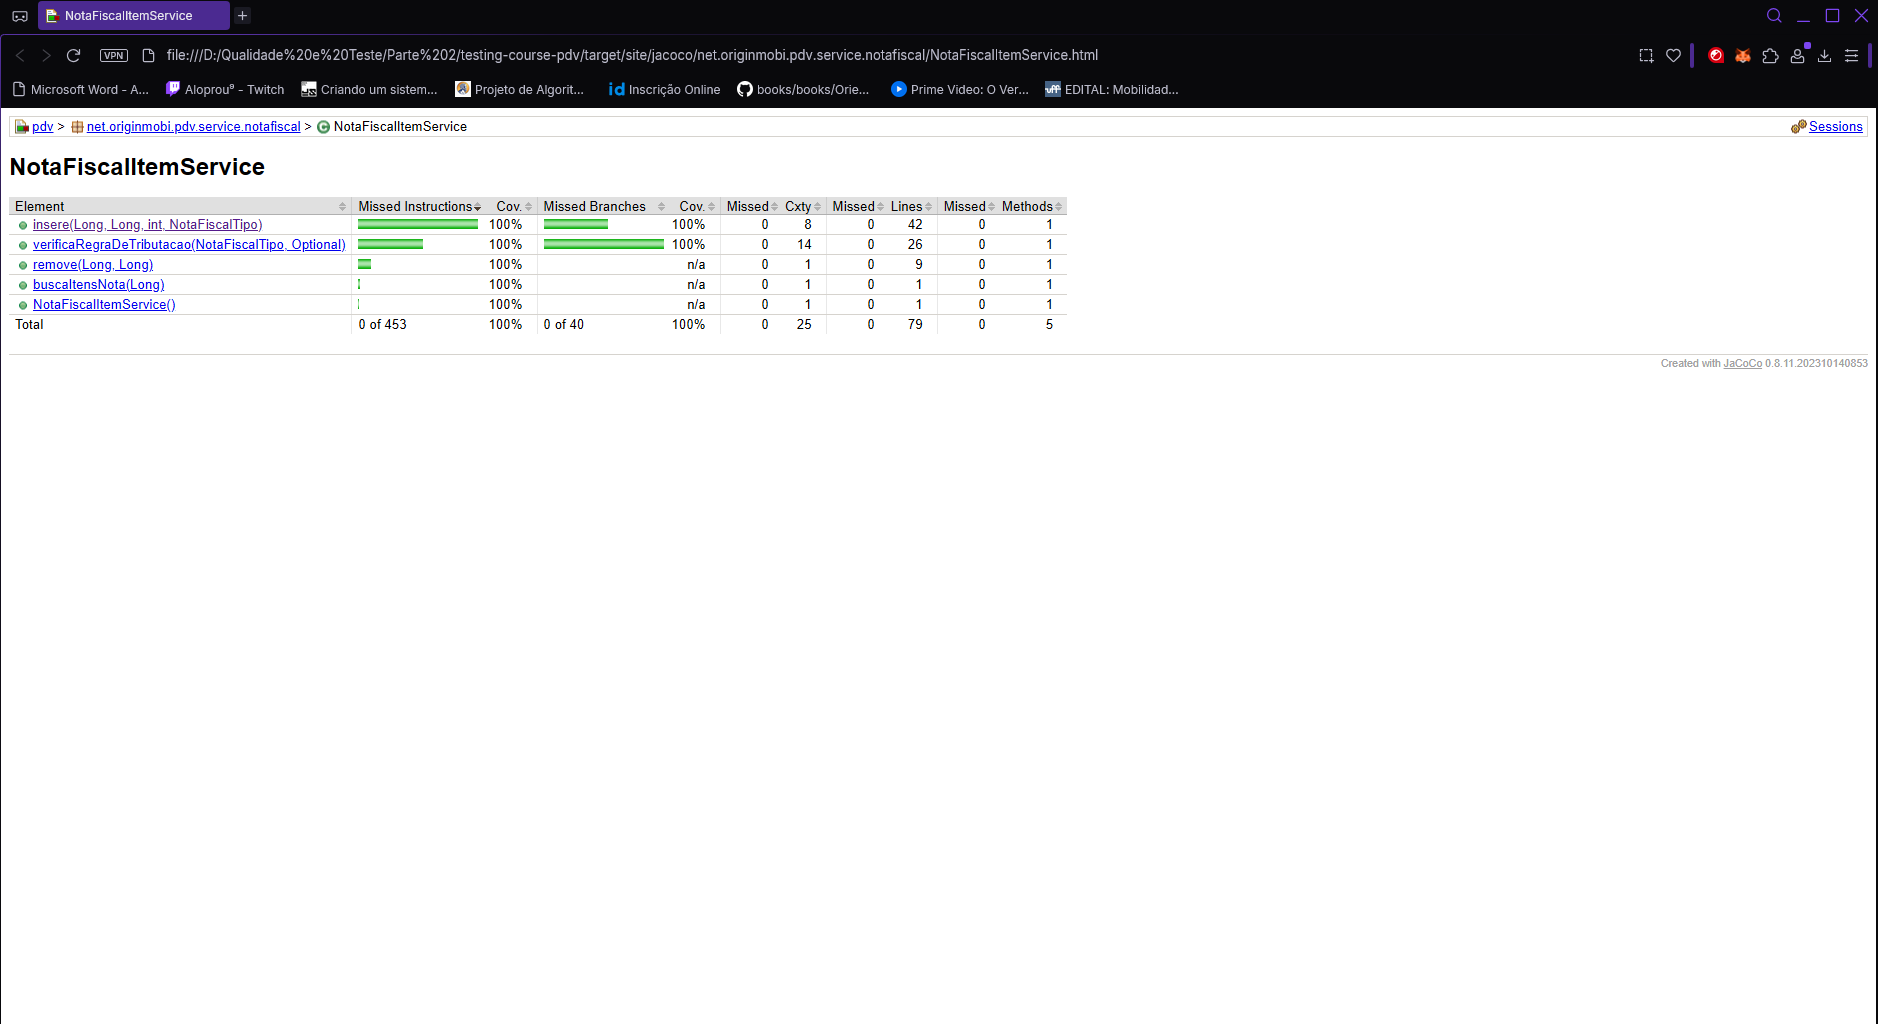 NotaFiscalItemService
VPN file:///D:/Qualidade%20e%20Teste/Parte%202/testing-course-pdv/target/site/jacoco/net.originmobi.pdv.service.notafiscal/NotaFiscalItemService.html
Microsoft Word - A... Aloprou⁹ - Twitch Criando um sistem... Projeto de Algorit... id Inscrição Online books/books/Orie... Prime Video: O Ver... uff EDITAL: Mobilidad...
pdv > net.originmobi.pdv.service.notafiscal > NotaFiscalItemService Sessions
NotaFiscalItemService
Element Missed Instructions Cov. Missed Branches Cov. Missed Cxty Missed Lines Missed Methods
insere(Long, Long, int, NotaFiscalTipo) 100% 100% 0 8 0 42 0 1
verificaRegraDeTributacao(NotaFiscalTipo, Optional) 100% 100% 0 14 0 26 0 1
remove(Long, Long) 100% n/a 0 1 0 9 0 1
buscaItensNota(Long) 100% n/a 0 1 0 1 0 1
NotaFiscalItemService() 100% n/a 0 1 0 1 0 1
Total 0 of 453 100% 0 of 40 100% 0 25 0 79 0 5
Created with JaCoCo 0.8.11.202310140853